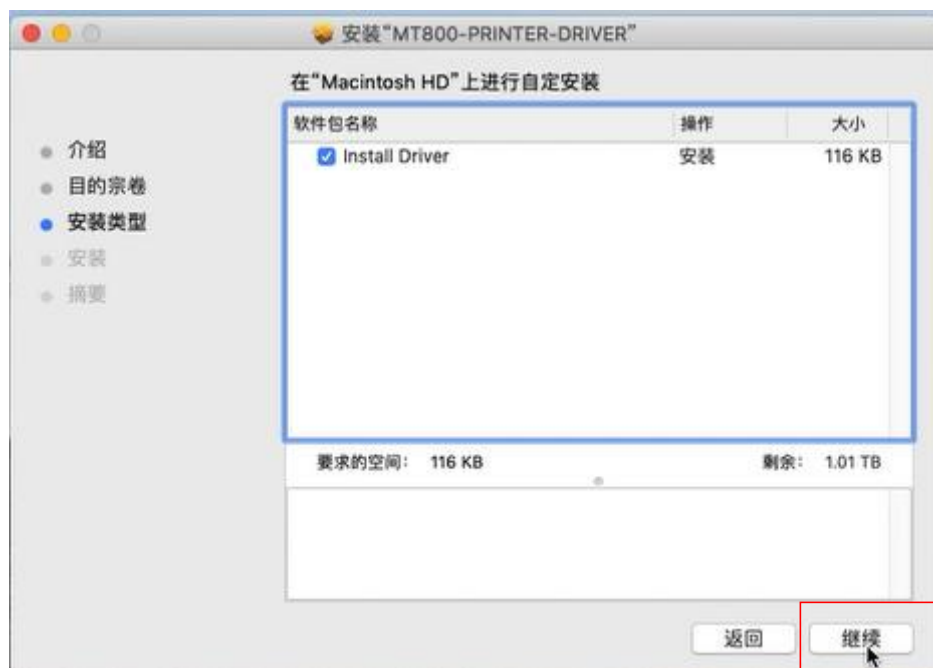 安装“MT800-PRINTER-DRIVER”
在“Macintosh HD”上进行自定安装
介绍
目的宗卷
安装类型
安装
摘要
软件包名称 操作 大小
Install Driver 安装 116 KB
要求的空间： 116 KB 剩余： 1.01 TB
返回 继续